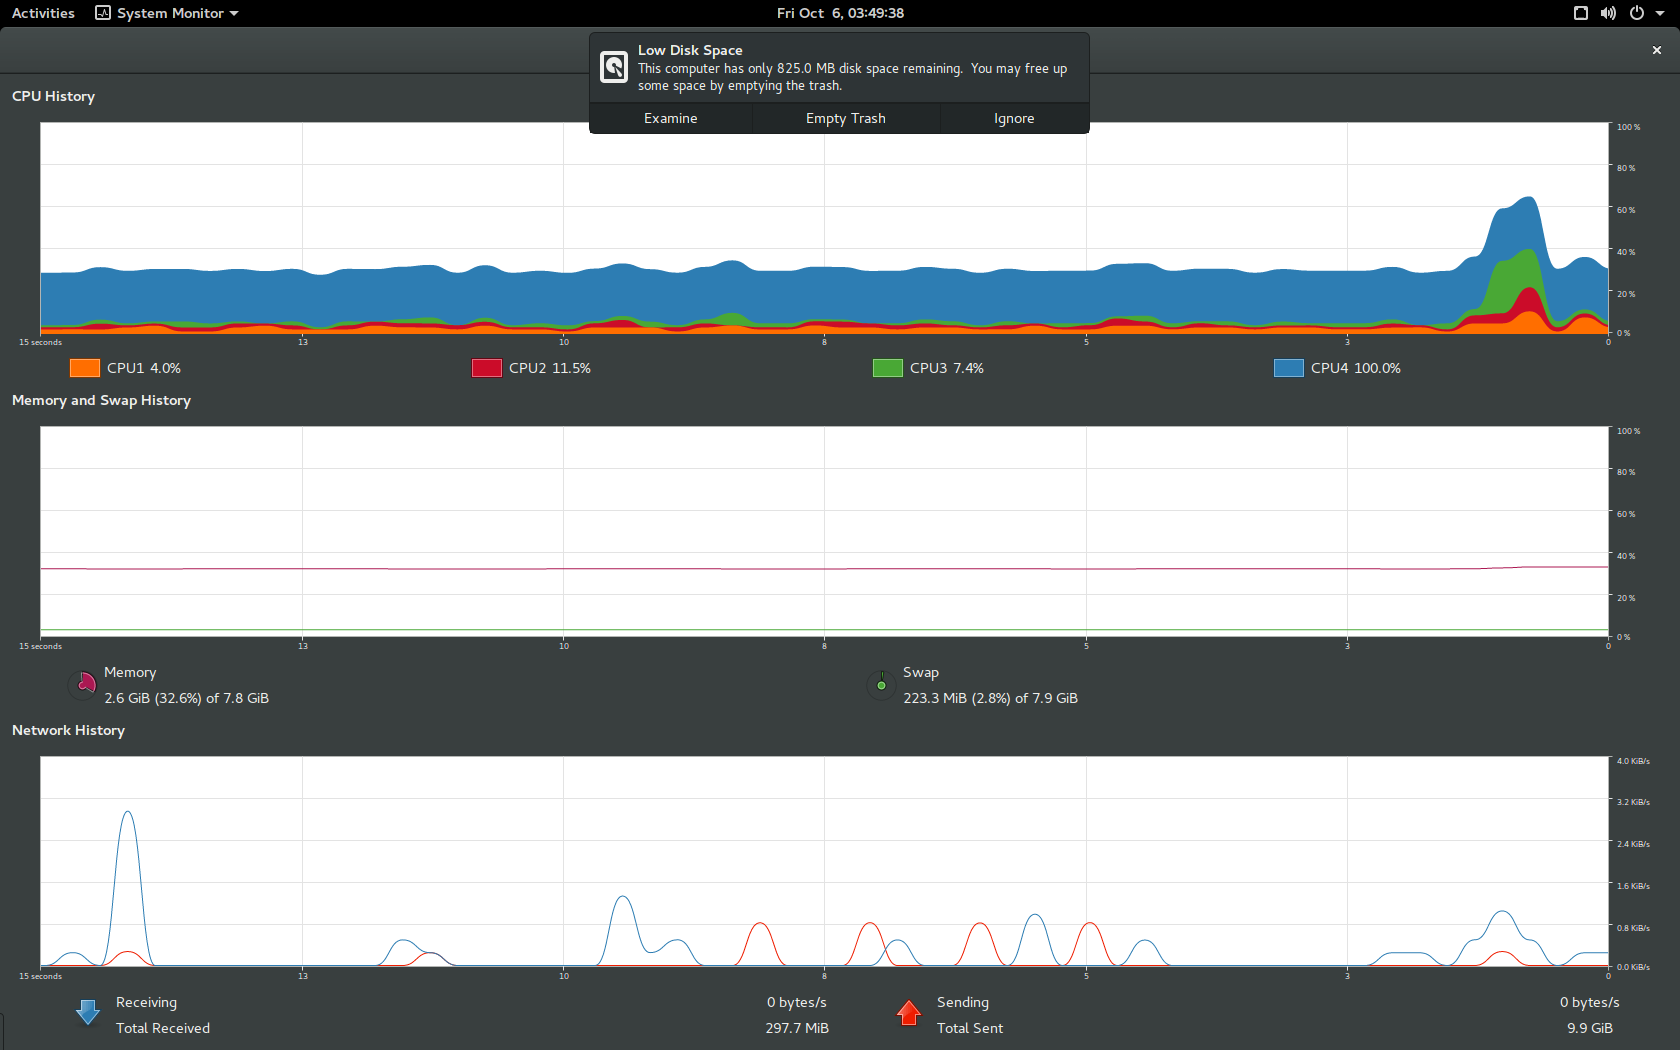 Activities System Monitor Fri Oct 6, 03:49:38
Low Disk Space
This computer has only 825.0 MB disk space remaining. You may free up
some space by emptying the trash.
Examine Empty Trash Ignore
CPU History
100 %
80 %
60 %
40 %
20 %
0 %
15 seconds 13 10 8 5 3 0
CPU1 4.0% CPU2 11.5% CPU3 7.4% CPU4 100.0%
Memory and Swap History
100 %
80 %
60 %
40 %
20 %
0 %
15 seconds 13 10 8 5 3 0
Memory Swap
2.6 GiB (32.6%) of 7.8 GiB 223.3 MiB (2.8%) of 7.9 GiB
Network History
4.0 KiB/s
3.2 KiB/s
2.4 KiB/s
1.6 KiB/s
0.8 KiB/s
0.0 KiB/s
15 seconds 13 10 8 5 3 0
Receiving 0 bytes/s Sending 0 bytes/s
Total Received 297.7 MiB Total Sent 9.9 GiB